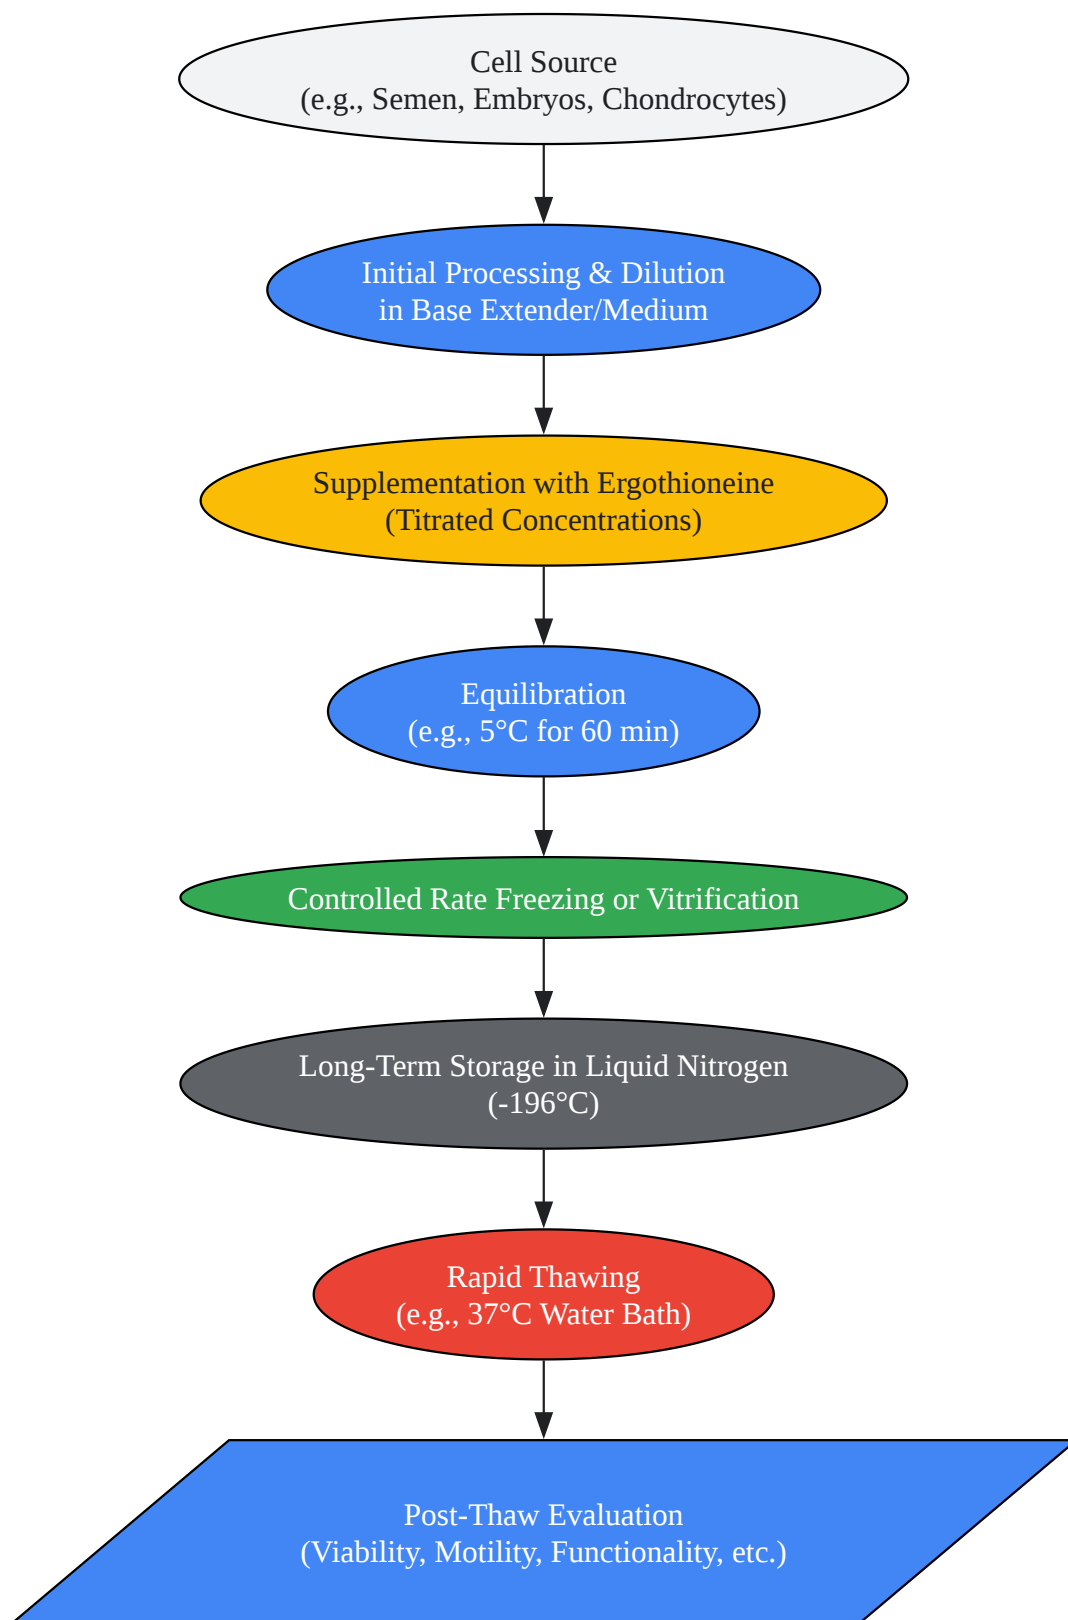 Cell Source
(e.g., Semen, Embryos, Chondrocytes)
Initial Processing & Dilution
in Base Extender/Medium
Supplementation with Ergothioneine
(Titrated Concentrations)
Equilibration
(e.g., 5°C for 60 min)
Controlled Rate Freezing or Vitrification
Long-Term Storage in Liquid Nitrogen
(-196°C)
Rapid Thawing
(e.g., 37°C Water Bath)
Post-Thaw Evaluation
(Viability, Motility, Functionality, etc.)